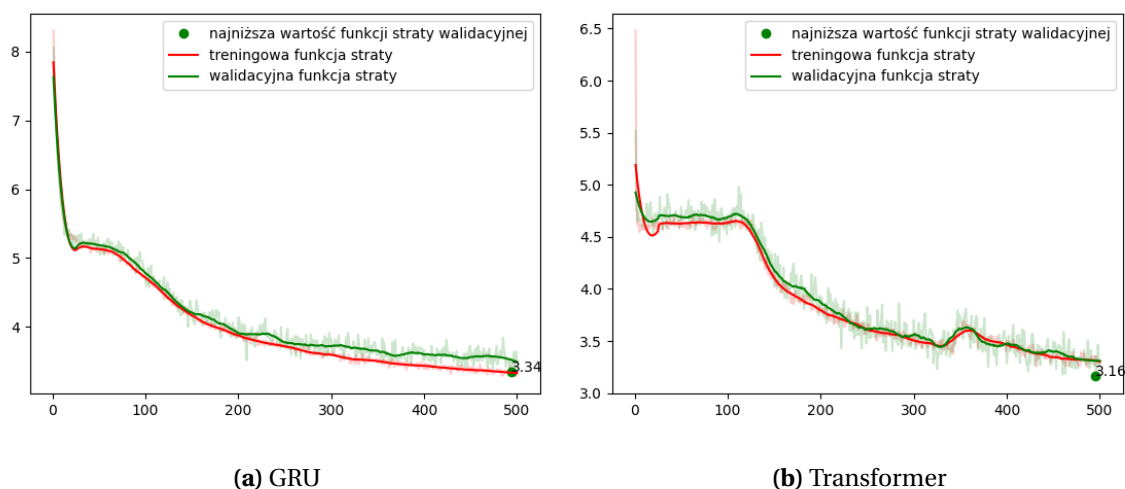 najniższa wartość funkcji straty walidacyjnej
treningowa funkcja straty
walidacyjna funkcja straty
8
7
6
5
4
3.34
0 100 200 300 400 500
(a) GRU
najniższa wartość funkcji straty walidacyjnej
treningowa funkcja straty
walidacyjna funkcja straty
6.5
6.0
5.5
5.0
4.5
4.0
3.5
3.0
3.16
0 100 200 300 400 500
(b) Transformer